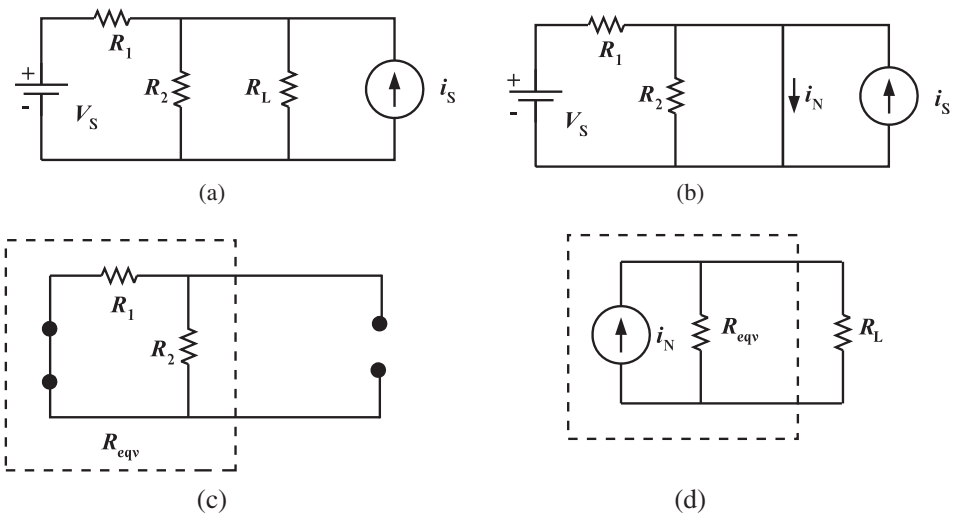 R1
+
-
VS
R2
RL
iS
(a)
R1
+
-
VS
R2
iN
iS
(b)
R1
R2
Reqv
(c)
iN
Reqv
RL
(d)